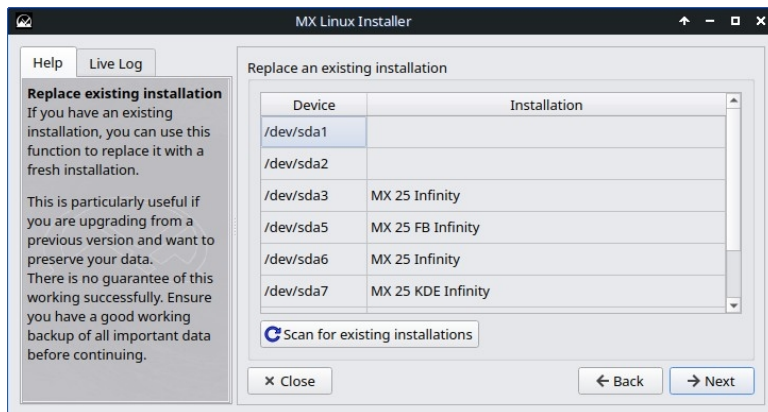 MX Linux Installer
Help
Live Log
Replace existing installation
If you have an existing
installation, you can use this
function to replace it with a
fresh installation.
This is particularly useful if
you are upgrading from a
previous version and want to
preserve your data.
There is no guarantee of this
working successfully. Ensure
you have a good working
backup of all important data
before continuing.
Replace an existing installation
Device Installation
/dev/sda1
/dev/sda2
/dev/sda3 MX 25 Infinity
/dev/sda5 MX 25 FB Infinity
/dev/sda6 MX 25 Infinity
/dev/sda7 MX 25 KDE Infinity
Scan for existing installations
Close
Back
Next